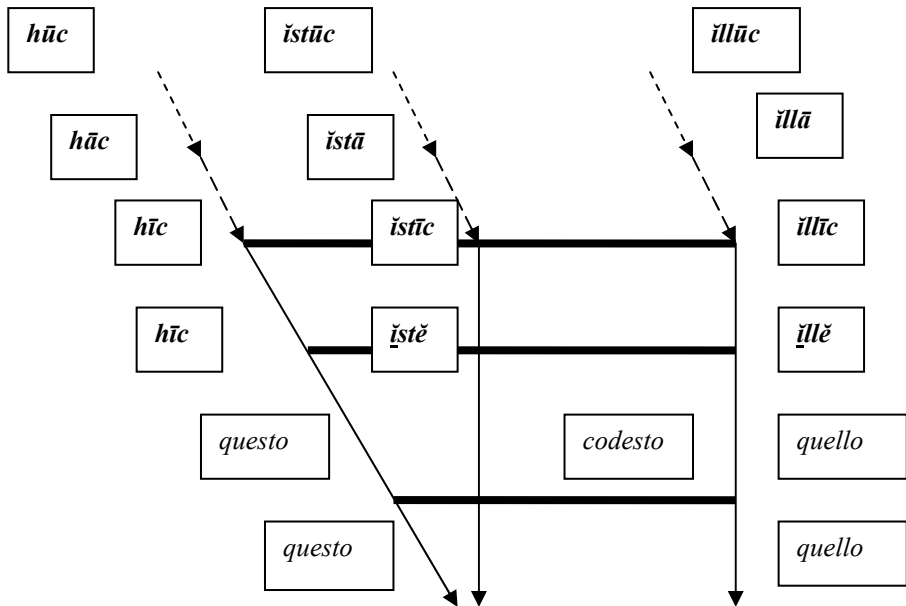 hūc ĭstūc ĭllūc
ĭllā
hāc ĭstā
hīc ĭstīc ĭllīc
hīc ĭstĕ ĭllĕ
questo codesto quello
questo quello